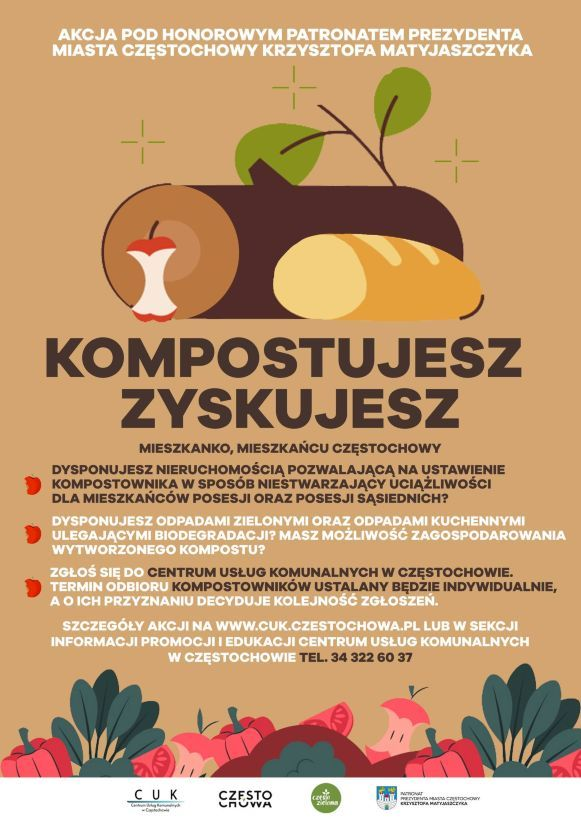 AKCJA POD HONOROWYM PATRONATEM PREZYDENTA
MIASTA CZĘSTOCHOWY KRZYSZTOFA MATYJASZCZYKA
KOMPOSTUJESZ
ZYSKUJESZ
MIESZKANKO, MIESZKAŃCU CZĘSTOCHOWY
DYSPONUJESZ NIERUCHOMOŚCIĄ POZWALAJĄCĄ NA USTAWIENIE
KOMPOSTOWNIKA W SPOSÓB NIESTWARZAJĄCY UCIĄŻLIWOŚCI
DLA MIESZKAŃCÓW POSESJI ORAZ POSESJI SĄSIEDNICH?
DYSPONUJESZ ODPADAMI ZIELONYMI ORAZ ODPADAMI KUCHENNYMI
ULEGAJĄCYMI BIODEGRADACJI? MASZ MOŻLIWOŚĆ ZAGOSPODAROWANIA
WYTWORZONEGO KOMPOSTU?
ZGŁOŚ SIĘ DO CENTRUM USŁUG KOMUNALNYCH W CZĘSTOCHOWIE.
TERMIN ODBIORU KOMPOSTOWNIKÓW USTALANY BĘDZIE INDYWIDUALNIE,
A O ICH PRZYZNANIU DECYDUJE KOLEJNOŚĆ ZGŁOSZEŃ.
SZCZEGÓŁY AKCJI NA WWW.CUK.CZESTOCHOWA.PL LUB W SEKCJI
INFORMACJI PROMOCJI I EDUKACJI CENTRUM USŁUG KOMUNALNYCH
W CZĘSTOCHOWIE TEL. 34 322 60 37
CUK
Centrum Usług Komunalnych
w Częstochowie
CZĘSTO
CHOWA
często
zielona
PATRONAT
PREZYDENTA MIASTA CZĘSTOCHOWY
KRZYSZTOFA MATYJASZCZYKA